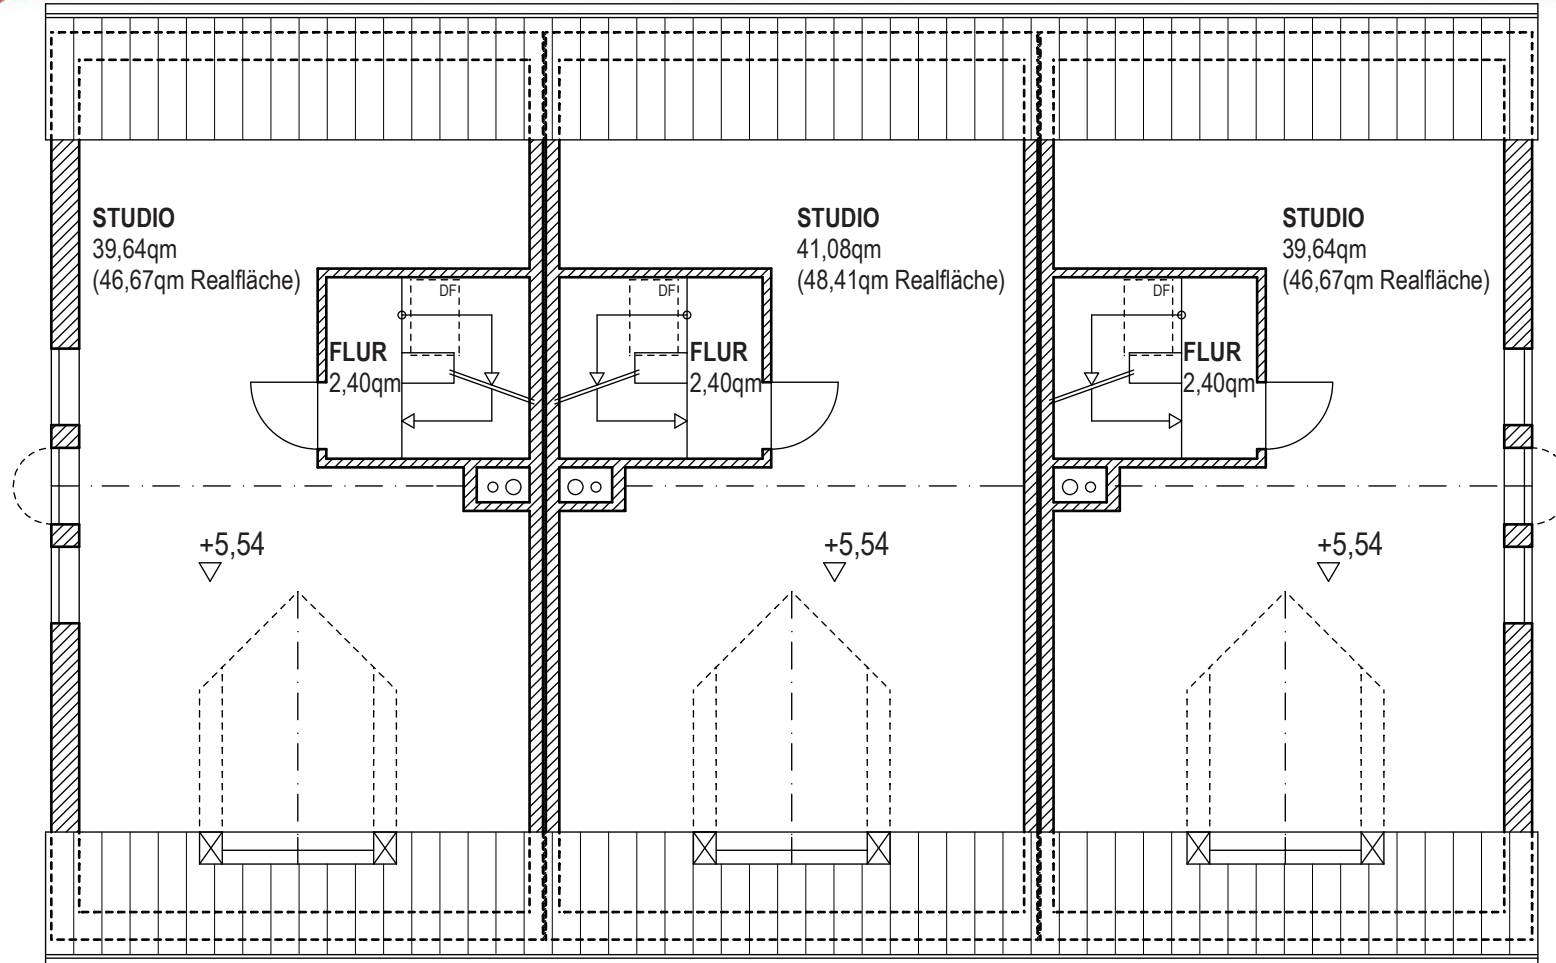 STUDIO
39,64qm
(46,67qm Realfläche)
STUDIO
41,08qm
(48,41qm Realfläche)
STUDIO
39,64qm
(46,67qm Realfläche)
DF
FLUR
2,40qm
DF
FLUR
2,40qm
DF
FLUR
2,40qm
+5,54
+5,54
+5,54